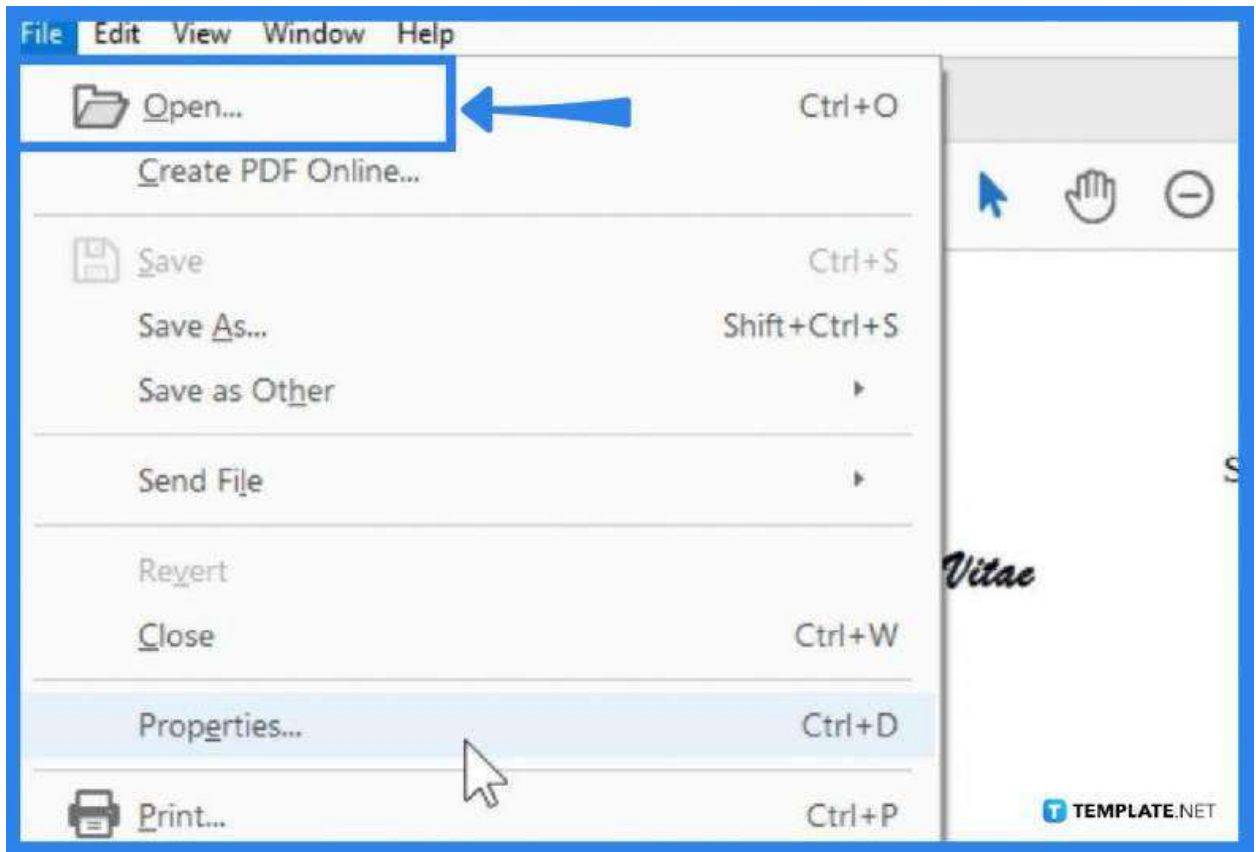 File Edit View Window Help
Open... Ctrl+O
Create PDF Online...
Save Ctrl+S
Save As... Shift+Ctrl+S
Save as Other
Send File
S
Revert
Vitae
Close Ctrl+W
Properties... Ctrl+D
Print... Ctrl+P
T TEMPLATE.NET